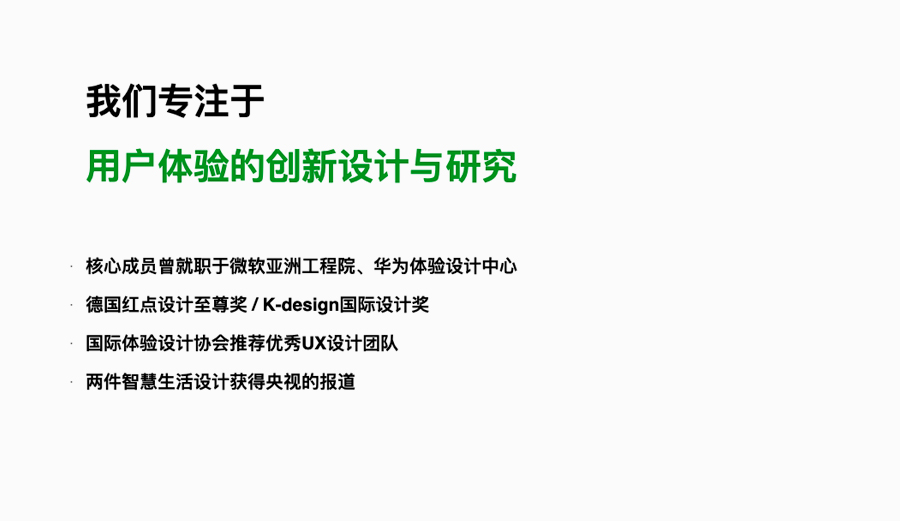 我们专注于
用户体验的创新设计与研究
· 核心成员曾就职于微软亚洲工程院、华为体验设计中心
· 德国红点设计至尊奖 / K-design国际设计奖
· 国际体验设计协会推荐优秀UX设计团队
· 两件智慧生活设计获得央视的报道